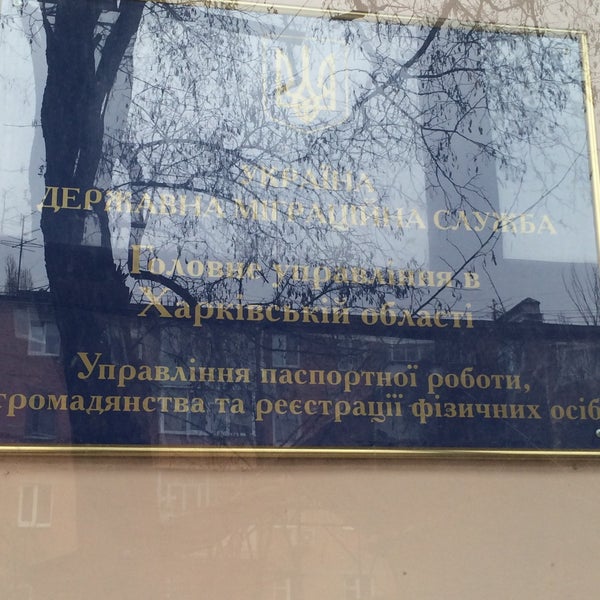 УКРАЇНА
ДЕРЖАВНА МІГРАЦІЙНА СЛУЖБА
Головне управління в
Харківській області
Управління паспортної роботи,
громадянства та реєстрації фізичних осіб